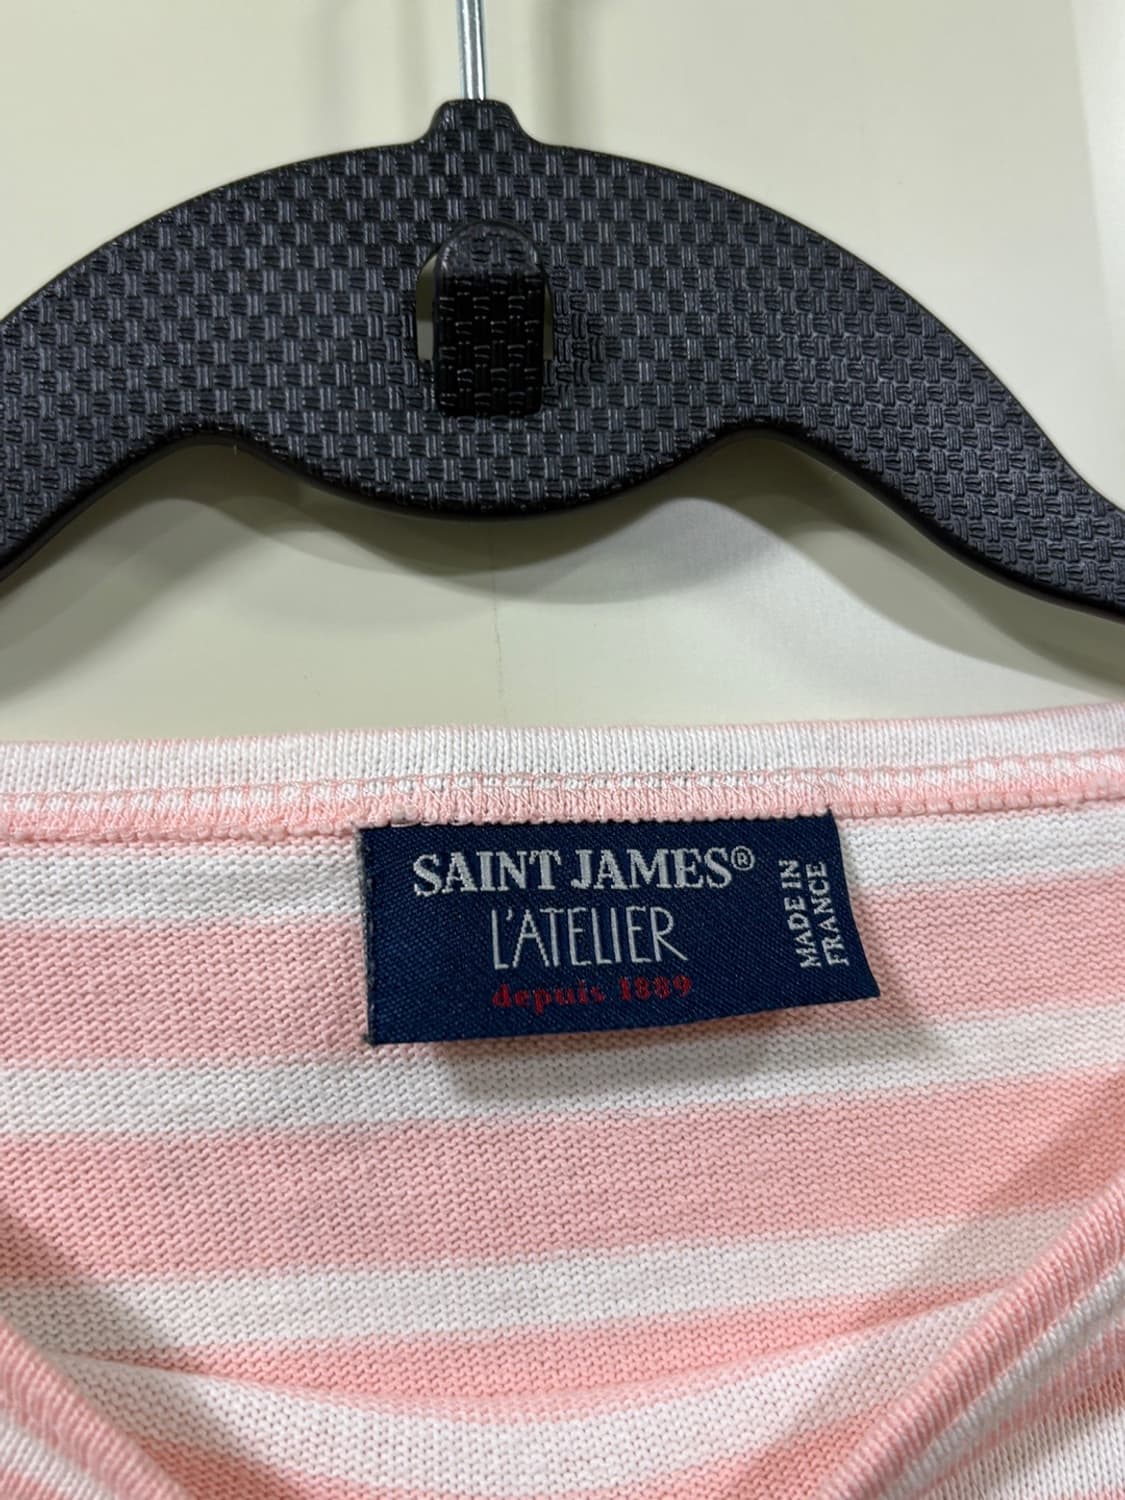 SAINT JAMES®
L'ATELIER
depuis 1889
MADE IN
FRANCE